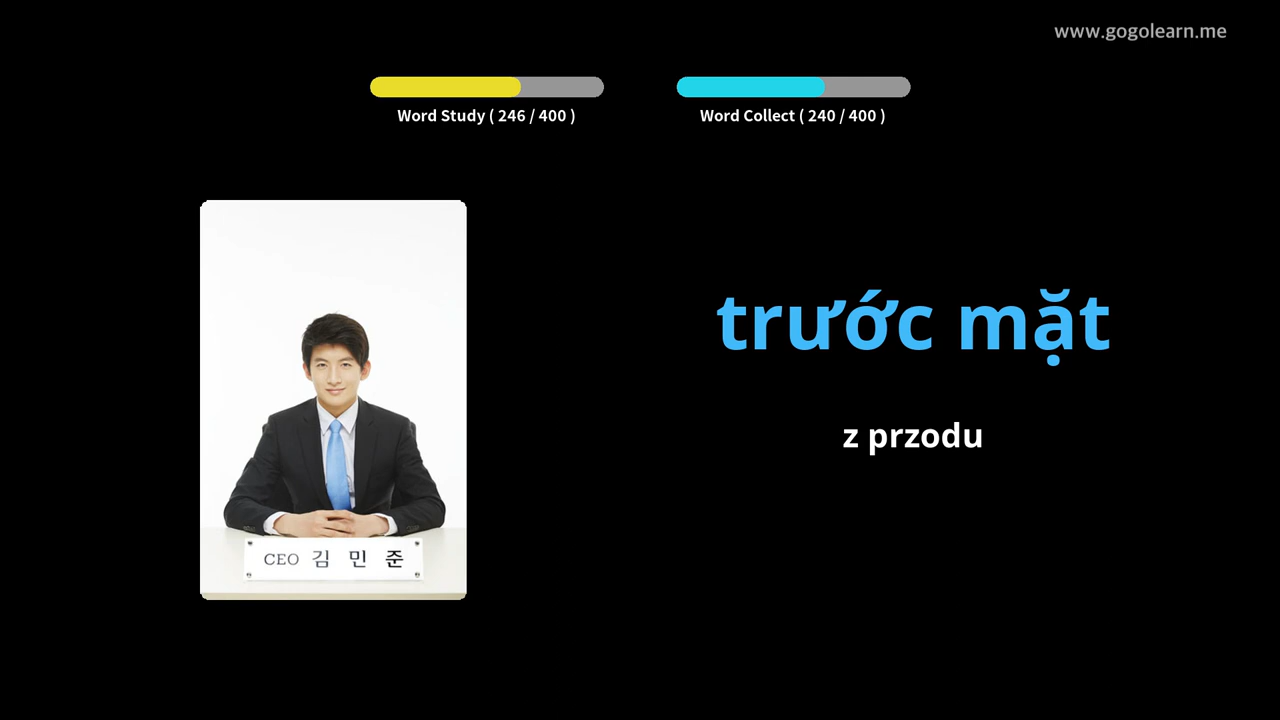 www.gogolearn.me
Word Study ( 246 / 400 )
Word Collect ( 240 / 400 )
trước mặt
z przodu
CEO 김 민 준